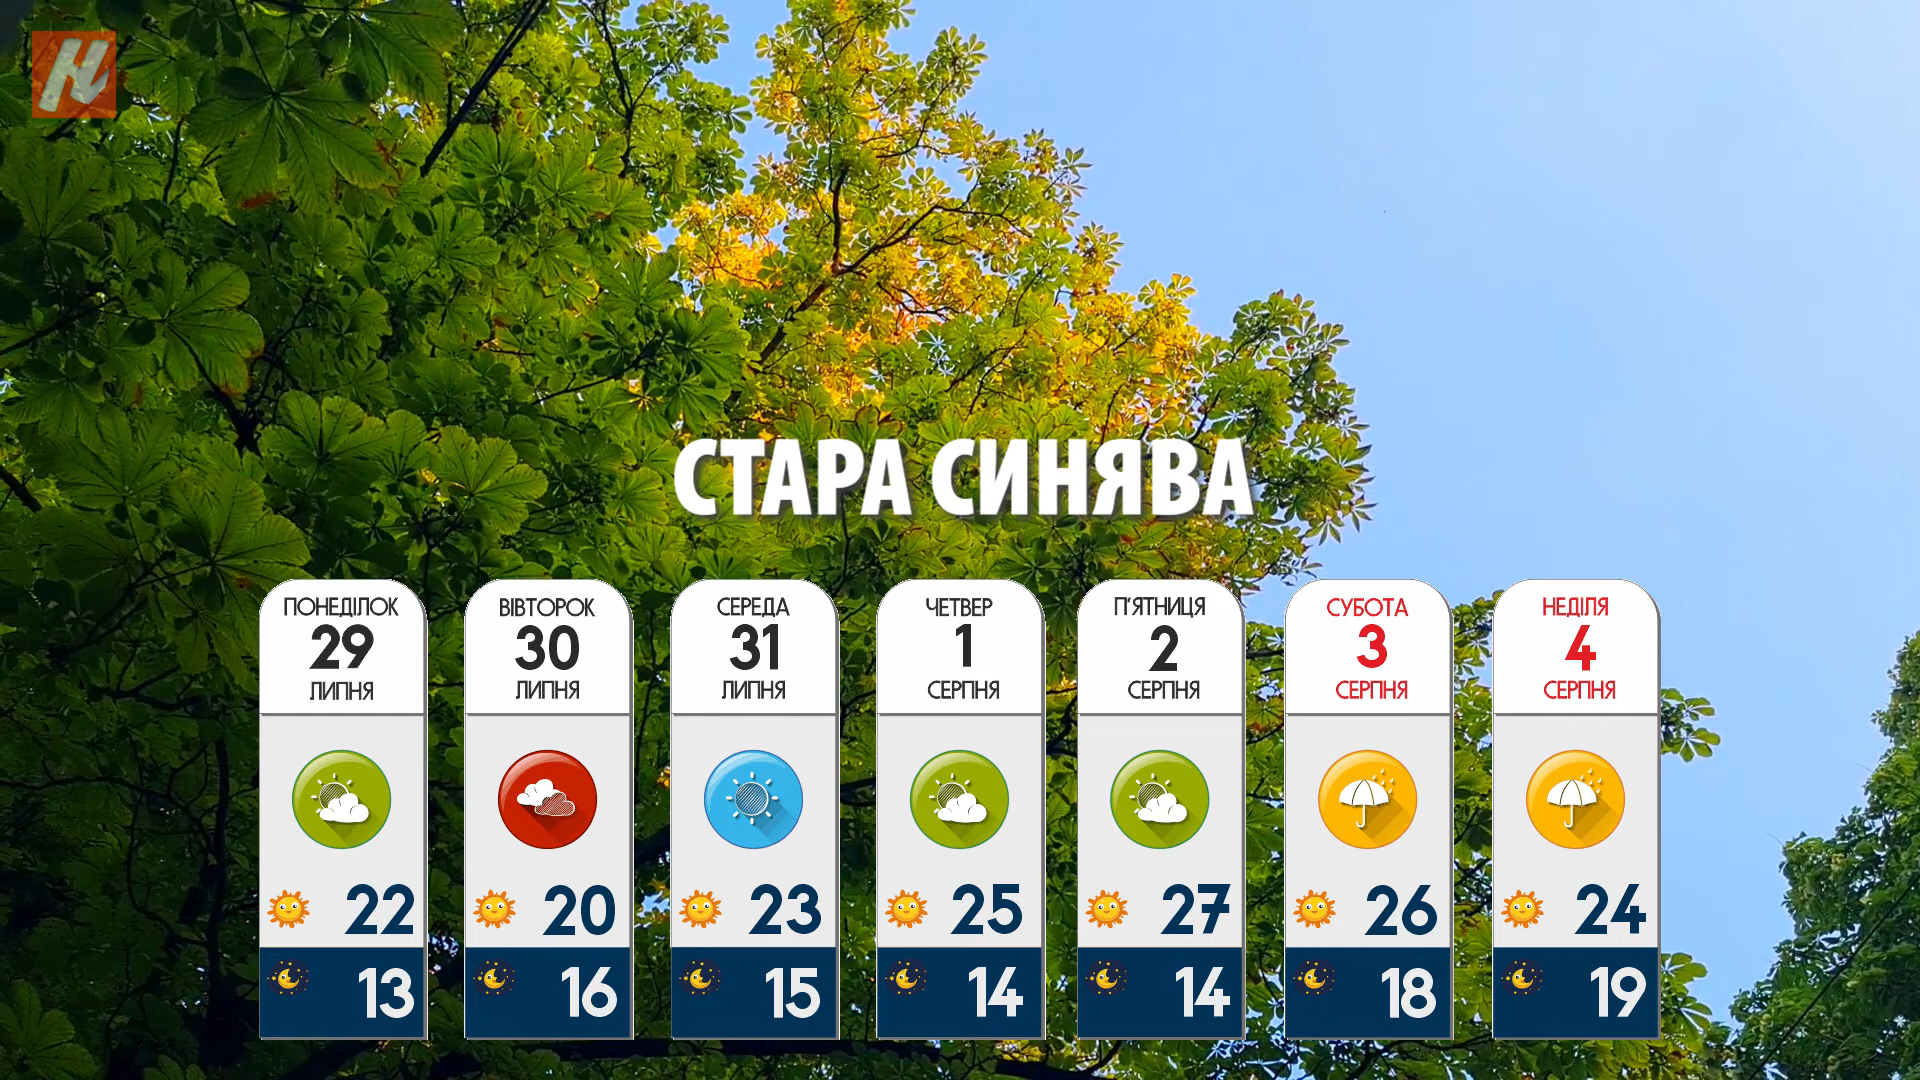 СТАРА СИНЯВА
ПОНЕДІЛОК
29
ЛИПНЯ
22
13
ВІВТОРОК
30
ЛИПНЯ
20
16
СЕРЕДА
31
ЛИПНЯ
23
15
ЧЕТВЕР
1
СЕРПНЯ
25
14
П'ЯТНИЦЯ
2
СЕРПНЯ
27
14
СУБОТА
3
СЕРПНЯ
26
18
НЕДІЛЯ
4
СЕРПНЯ
24
19